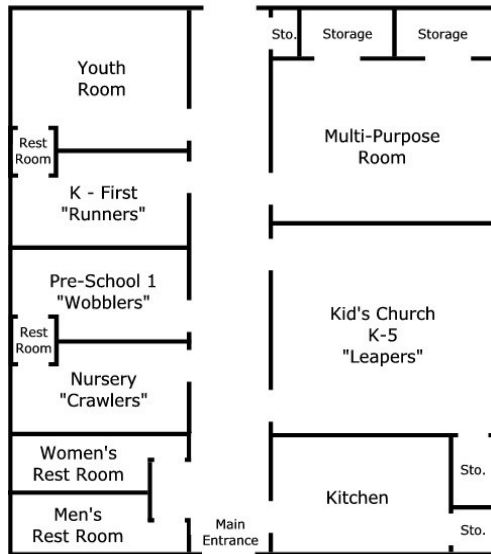 Sto.
Storage
Storage
Youth
Room
Multi-Purpose
Room
Rest
Room
K - First
"Runners"
Pre-School 1
"Wobblers"
Kid's Church
K-5
"Leapers"
Rest
Room
Nursery
"Crawlers"
Women's
Rest Room
Sto.
Kitchen
Men's
Rest Room
Main
Entrance
Sto.